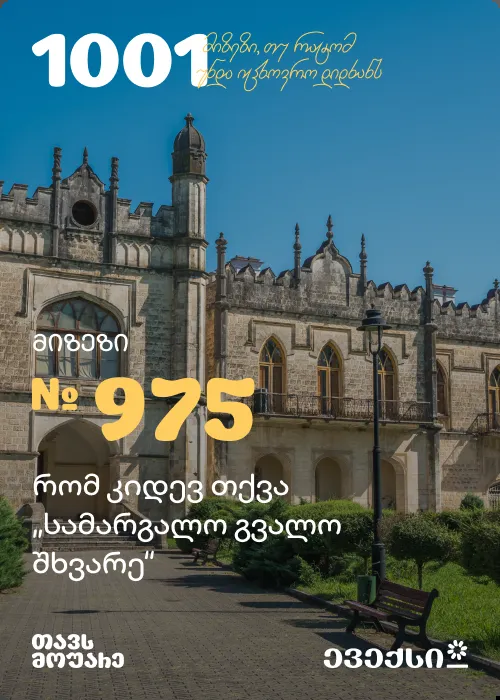 1001
მიზეზი, თუ რატომ
უნდა იცხოვრო დიდხანს
მიზეზი
№ 975
რომ კიდევ თქვა
„სამარგალო გვალო
შხვარე“
თავს
მოუარე
ევექსი